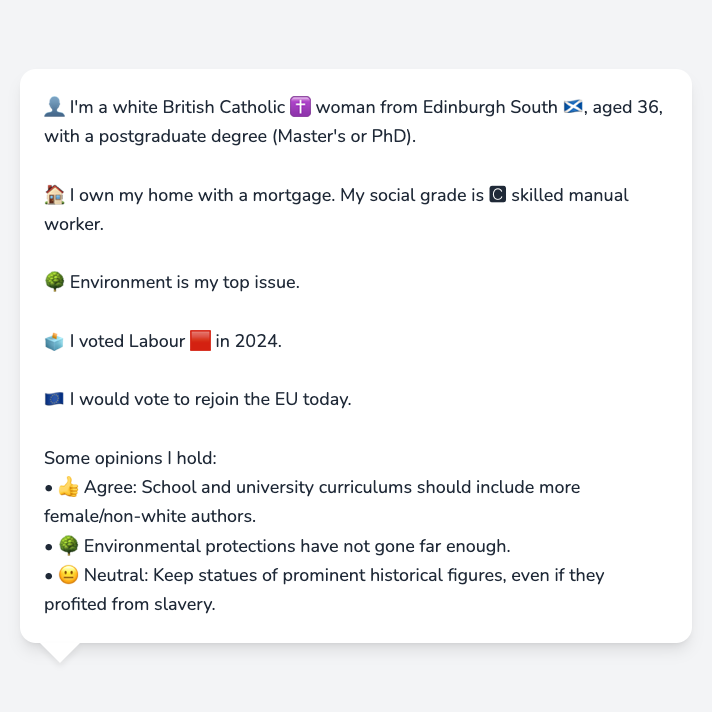 👤 I'm a white British Catholic ✝️ woman from Edinburgh South 🏴󠁧󠁢󠁳󠁣󠁴󠁿, aged 36,
with a postgraduate degree (Master's or PhD).
🏠 I own my home with a mortgage. My social grade is 🅲 skilled manual
worker.
🌳 Environment is my top issue.
🗳️ I voted Labour 🟥 in 2024.
🇪🇺 I would vote to rejoin the EU today.
Some opinions I hold:
• 👍 Agree: School and university curriculums should include more
female/non-white authors.
• 🌳 Environmental protections have not gone far enough.
• 😐 Neutral: Keep statues of prominent historical figures, even if they
profited from slavery.